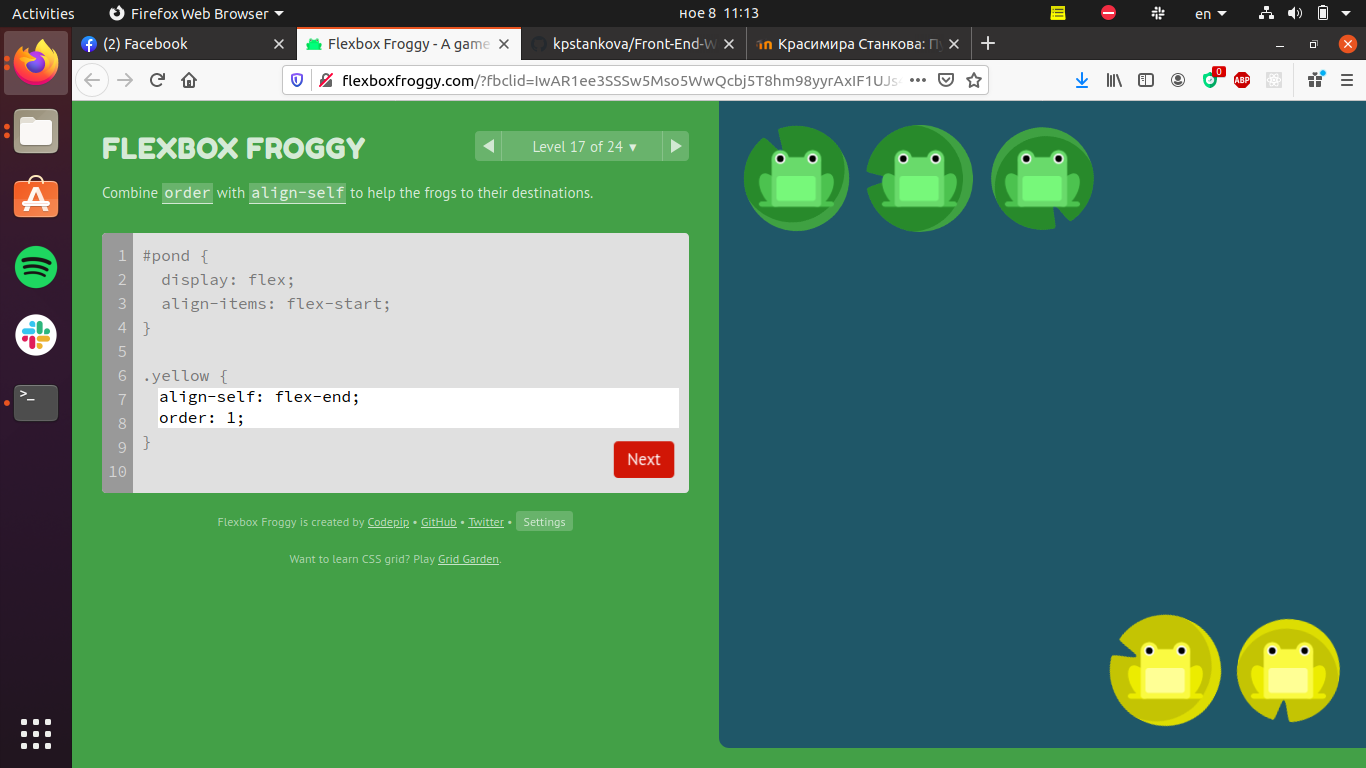 Activities
Firefox Web Browser
ное 8 11:13
en
(2) Facebook
Flexbox Froggy - A game
kpstankova/Front-End-W
Красимира Станкова: П
flexboxfroggy.com/?fbclid=IwAR1ee3SSSw5Mso5WwQcbj5T8hm98yyrAxIF1UJs
0
ABP
FLEXBOX FROGGY
Level 17 of 24 ▾
Combine order with align-self to help the frogs to their destinations.
1 #pond {
2 display: flex;
3 align-items: flex-start;
4 }
5
6 .yellow {
7 align-self: flex-end;
8 order: 1;
9 }
10
Next
Flexbox Froggy is created by Codepip • GitHub • Twitter • Settings
Want to learn CSS grid? Play Grid Garden.